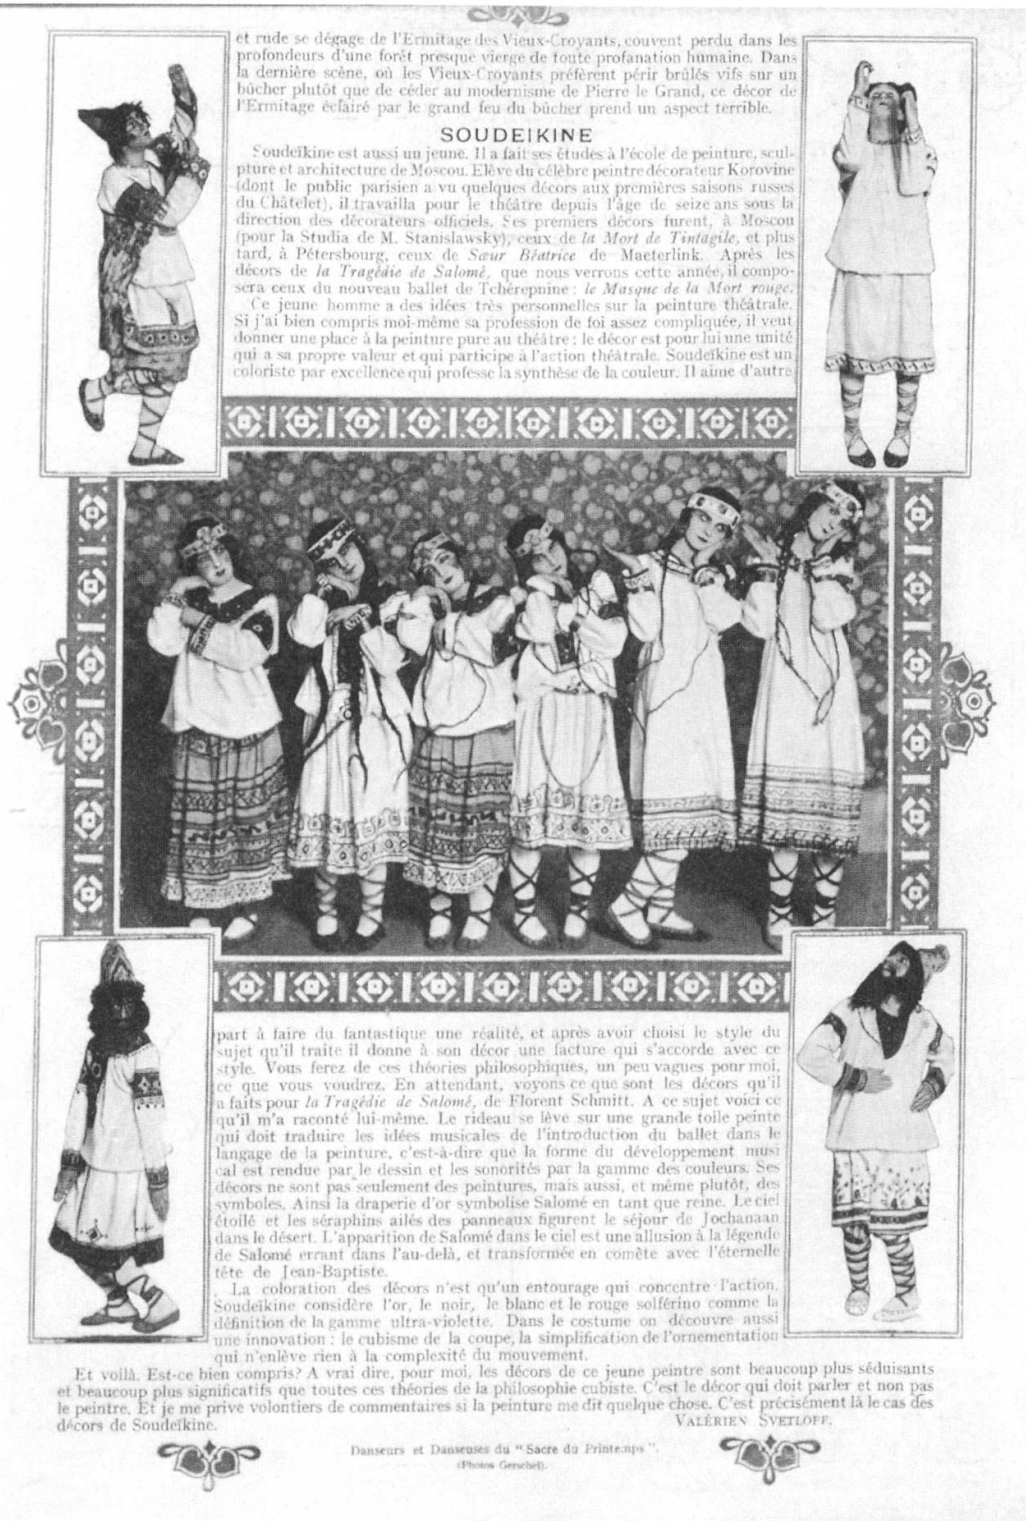 et rude se dégage de l'Ermitage des Vieux-Croyants, couvent perdu dans les
profondeurs d'une forêt presque vierge de toute profanation humaine. Dans
la dernière scène, où les Vieux-Croyants préfèrent périr brûlés vifs sur un
bûcher plutôt que de céder au modernisme de Pierre le Grand, ce décor de
l'Ermitage éclairé par le grand feu du bûcher prend un aspect terrible.
SOUDEIKINE
Soudeïkine est aussi un jeune. Il a fait ses études à l'école de peinture, scul-
pture et architecture de Moscou. Elève du célèbre peintre décorateur Korovine
(dont le public parisien a vu quelques décors aux premières saisons russes
du Châtelet), il travailla pour le théâtre depuis l'âge de seize ans sous la
direction des décorateurs officiels. Ses premiers décors furent, à Moscou
(pour la Studia de M. Stanislawsky), ceux de la Mort de Tintagile, et plus
tard, à Pétersbourg, ceux de Sœur Béatrice de Maeterlink. Après les
décors de la Tragédie de Salomé, que nous verrons cette année, il compo-
sera ceux du nouveau ballet de Tchérepnine : le Masque de la Mort rouge.
Ce jeune homme a des idées très personnelles sur la peinture théâtrale.
Si j'ai bien compris moi-même sa profession de foi assez compliquée, il veut
donner une place à la peinture pure au théâtre : le décor est pour lui une unité
qui a sa propre valeur et qui participe à l'action théâtrale. Soudeïkine est un
coloriste par excellence qui professe la synthèse de la couleur. Il aime d'autre
part à faire du fantastique une réalité, et après avoir choisi le style du
sujet qu'il traite il donne à son décor une facture qui s'accorde avec ce
style. Vous ferez de ces théories philosophiques, un peu vagues pour moi,
ce que vous voudrez. En attendant, voyons ce que sont les décors qu'il
a faits pour la Tragédie de Salomé, de Florent Schmitt. A ce sujet voici ce
qu'il m'a raconté lui-même. Le rideau se lève sur une grande toile peinte
qui doit traduire les idées musicales de l'introduction du ballet dans le
langage de la peinture, c'est-à-dire que la forme du développement musi
cal est rendue par le dessin et les sonorités par la gamme des couleurs. Ses
décors ne sont pas seulement des peintures, mais aussi, et même plutôt, des
symboles. Ainsi la draperie d'or symbolise Salomé en tant que reine. Le ciel
étoilé et les séraphins ailés des panneaux figurent le séjour de Jochanaan
dans le désert. L'apparition de Salomé dans le ciel est une allusion à la légende
de Salomé errant dans l'au-delà, et transformée en comète avec l'éternelle
tête de Jean-Baptiste.
La coloration des décors n'est qu'un entourage qui concentre l'action.
Soudeïkine considère l'or, le noir, le blanc et le rouge solférino comme la
définition de la gamme ultra-violette. Dans le costume on découvre aussi
une innovation : le cubisme de la coupe, la simplification de l'ornementation
qui n'enlève rien à la complexité du mouvement.
Et voilà. Est-ce bien compris? A vrai dire, pour moi, les décors de ce jeune peintre sont beaucoup plus séduisants
et beaucoup plus significatifs que toutes ces théories de la philosophie cubiste. C'est le décor qui doit parler et non pas
le peintre. Et je me prive volontiers de commentaires si la peinture me dit quelque chose. C'est précisément là le cas des
décors de Soudeïkine.
VALÉRIEN SVETLOFF.
Danseurs et Danseuses du "Sacre du Printemps".
(Photos Gerschel).